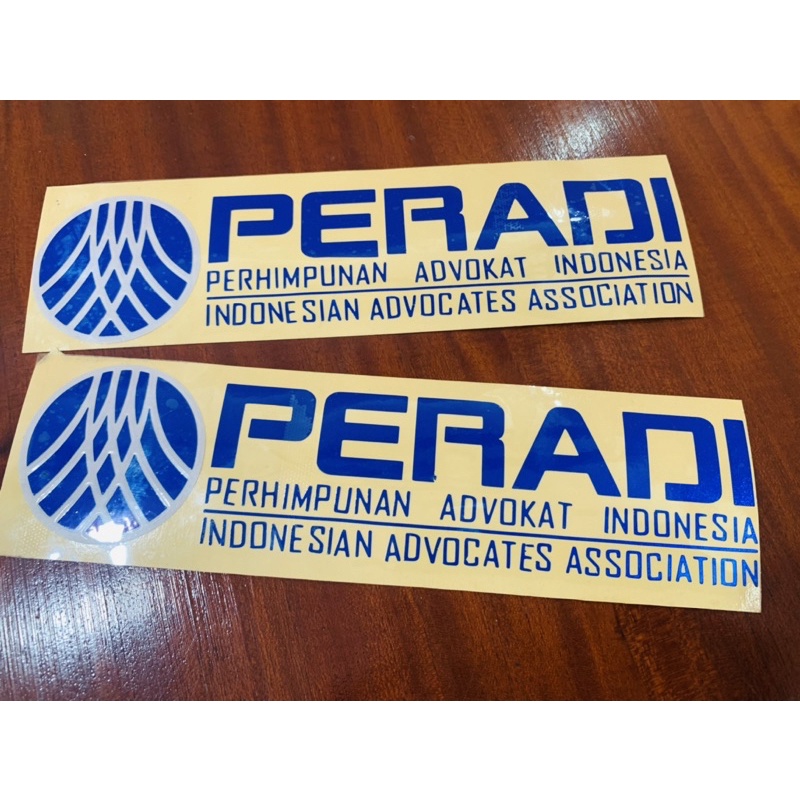 PERADI
PERHIMPUNAN ADVOKAT INDONESIA
INDONESIAN ADVOCATES ASSOCIATION
PERADI
PERHIMPUNAN ADVOKAT INDONESIA
INDONESIAN ADVOCATES ASSOCIATION